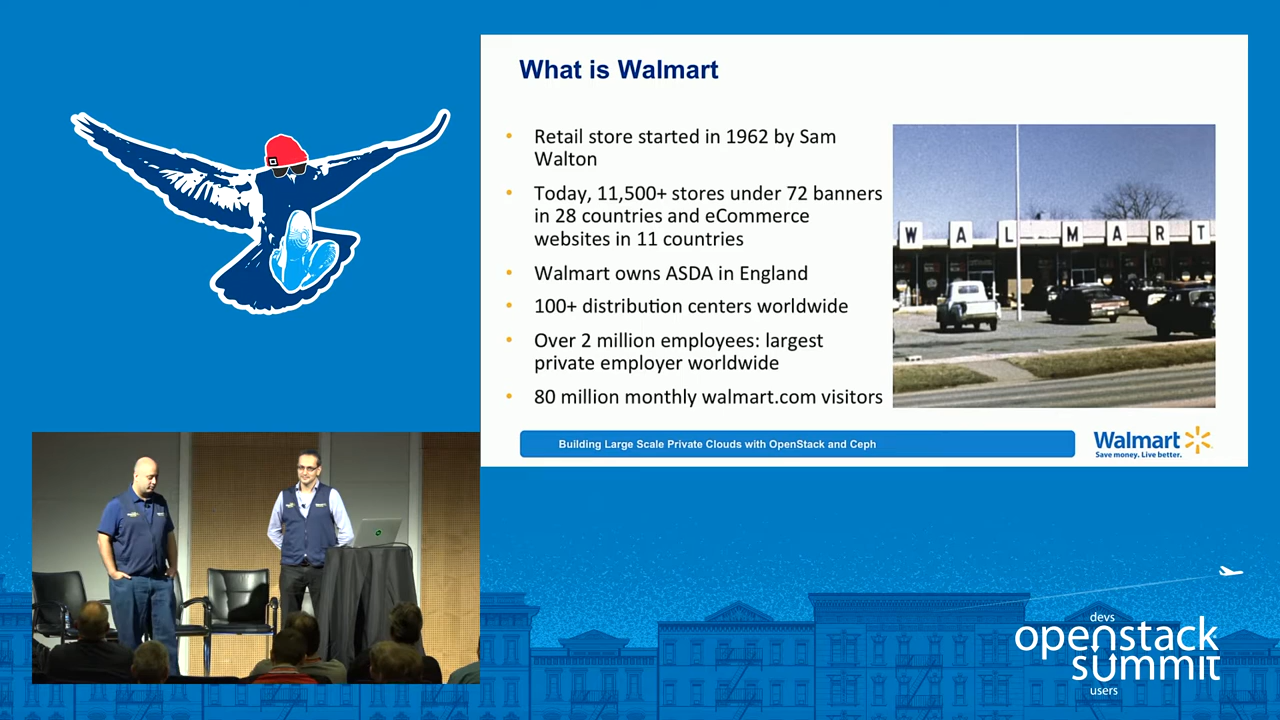 What is Walmart
• Retail store started in 1962 by Sam
Walton
• Today, 11,500+ stores under 72 banners
in 28 countries and eCommerce
websites in 11 countries
• Walmart owns ASDA in England
• 100+ distribution centers worldwide
• Over 2 million employees: largest
private employer worldwide
• 80 million monthly walmart.com visitors
WAL-MART
Building Large Scale Private Clouds with OpenStack and Ceph
Walmart
Save money. Live better.
devs
openstack
summit
users